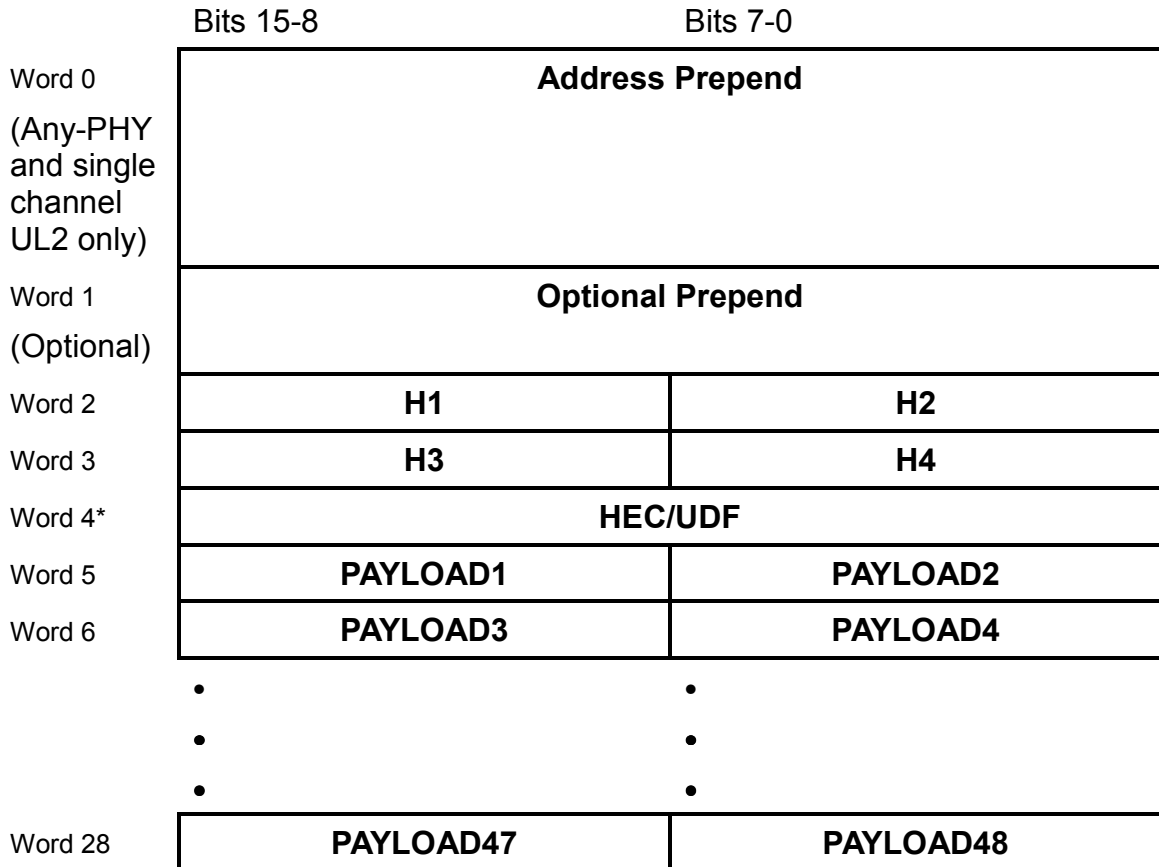 Bits 15-8 Bits 7-0
Word 0 Address Prepend
(Any-PHY
and single
channel
UL2 only)
Word 1 Optional Prepend
(Optional)
Word 2 H1 H2
Word 3 H3 H4
Word 4* HEC/UDF
Word 5 PAYLOAD1 PAYLOAD2
Word 6 PAYLOAD3 PAYLOAD4
• •
• •
• •
Word 28 PAYLOAD47 PAYLOAD48